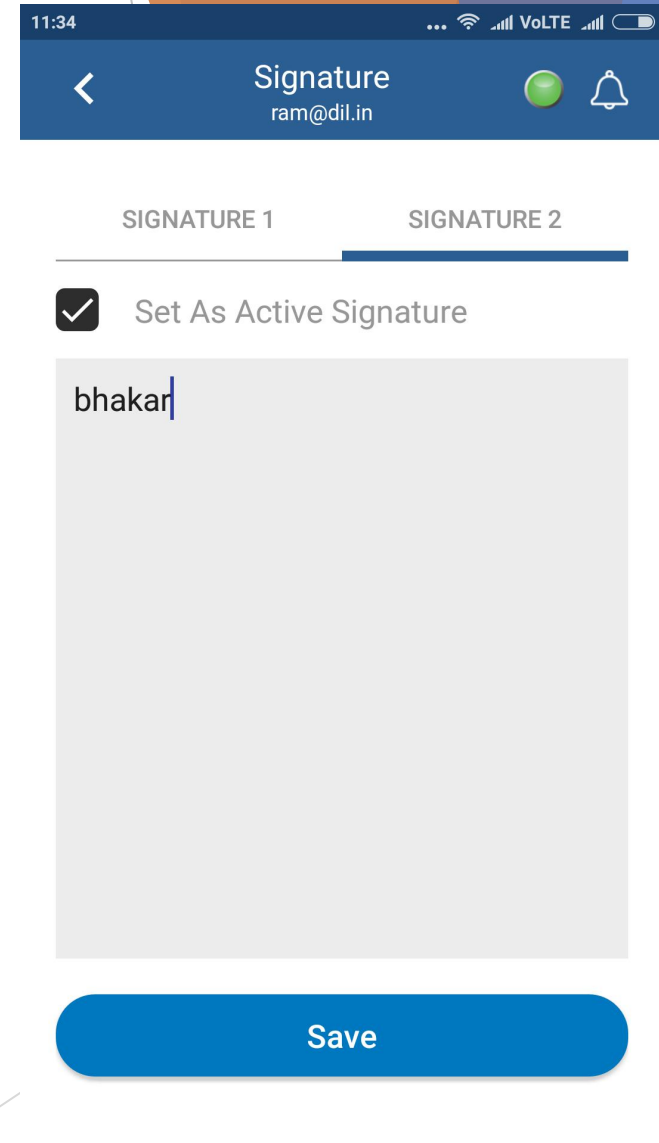 11:34 ... VoLTE
Signature
ram@dil.in
SIGNATURE 1 SIGNATURE 2
Set As Active Signature
bhakar
Save